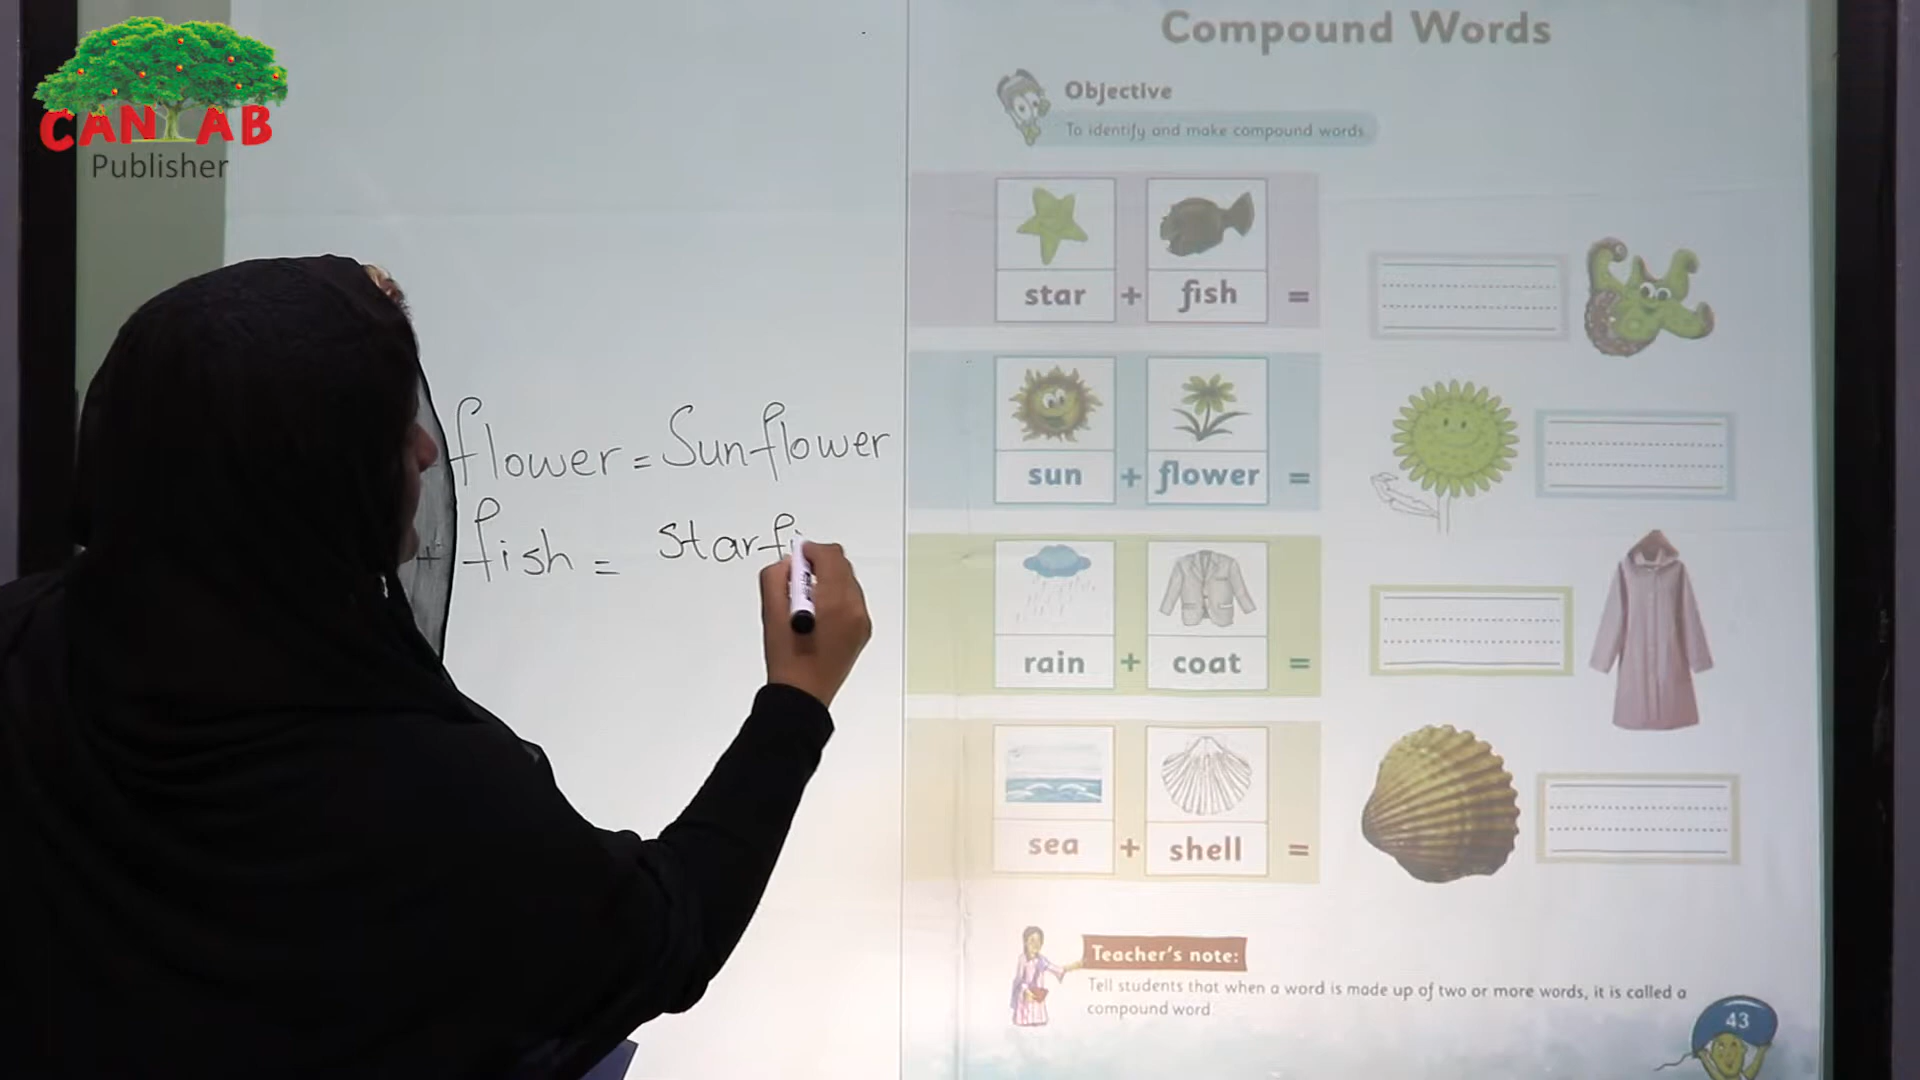 CANTAB
Publisher
flower = Sunflower
+ fish = starfi
Compound Words
Objective
To identify and make compound words.
star + fish =
sun + flower =
rain + coat =
sea + shell =
Teacher's note:
Tell students that when a word is made up of two or more words, it is called a
compound word.
43